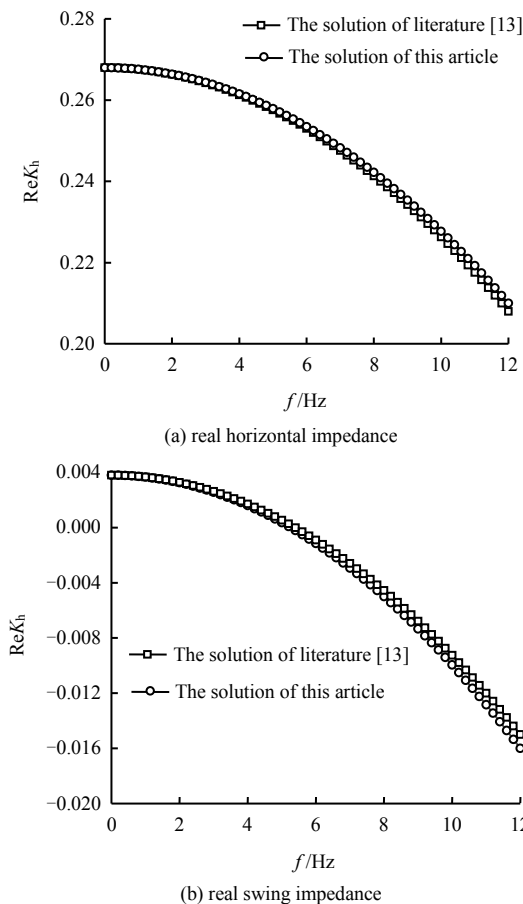 0.28
The solution of literature [13]
The solution of this article
0.26
0.24
0.22
0.20
ReKh
0 2 4 6 8 10 12
f/Hz
(a) real horizontal impedance
0.004
0.000
−0.004
−0.008
−0.012
−0.016
−0.020
ReKh
The solution of literature [13]
The solution of this article
0 2 4 6 8 10 12
f/Hz
(b) real swing impedance